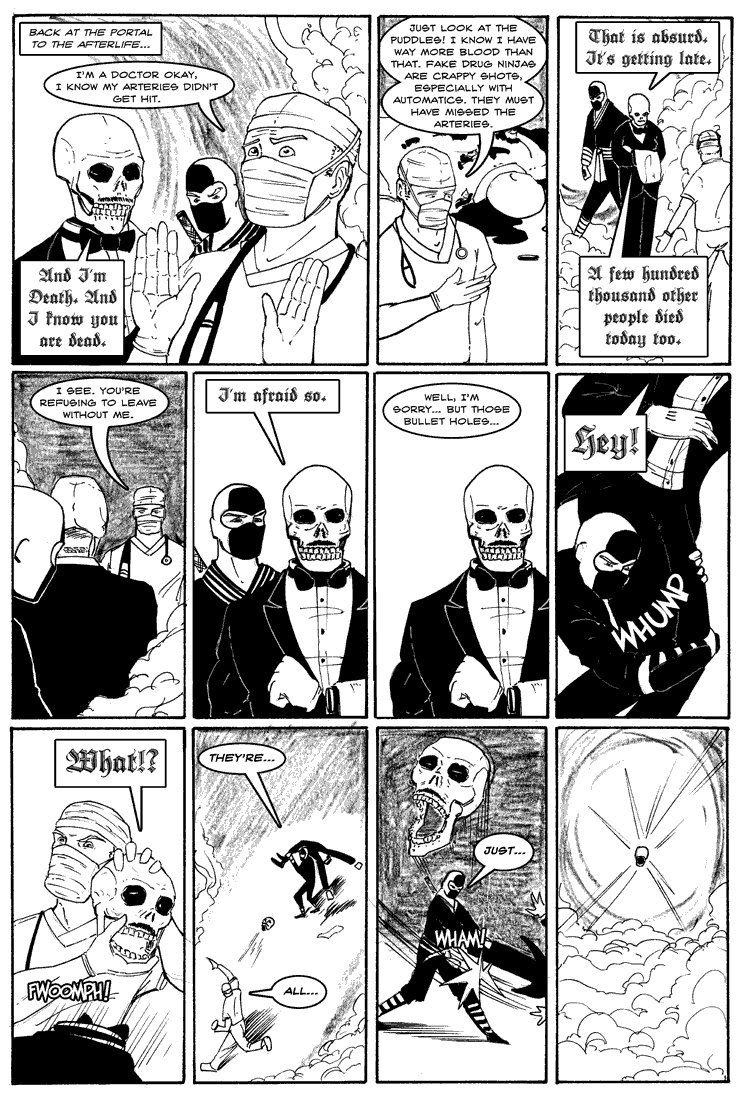 BACK AT THE PORTAL
TO THE AFTERLIFE...
I'M A DOCTOR OKAY,
I KNOW MY ARTERIES DIDN'T
GET HIT.
And I'm
Death. And
I know you
are dead.
JUST LOOK AT THE
PUDDLES! I KNOW I HAVE
WAY MORE BLOOD THAN
THAT. FAKE DRUG NINJAS
ARE CRAPPY SHOTS,
ESPECIALLY WITH
AUTOMATICS. THEY MUST
HAVE MISSED THE
ARTERIES.
That is absurd.
It's getting late.
A few hundred
thousand other
people died
today too.
I SEE. YOU'RE
REFUSING TO LEAVE
WITHOUT ME.
I'm afraid so.
WELL, I'M
SORRY... BUT THOSE
BULLET HOLES...
Hey!
WHUMP
What!?
FWOOMPH!
THEY'RE...
ALL...
JUST...
WHAM!